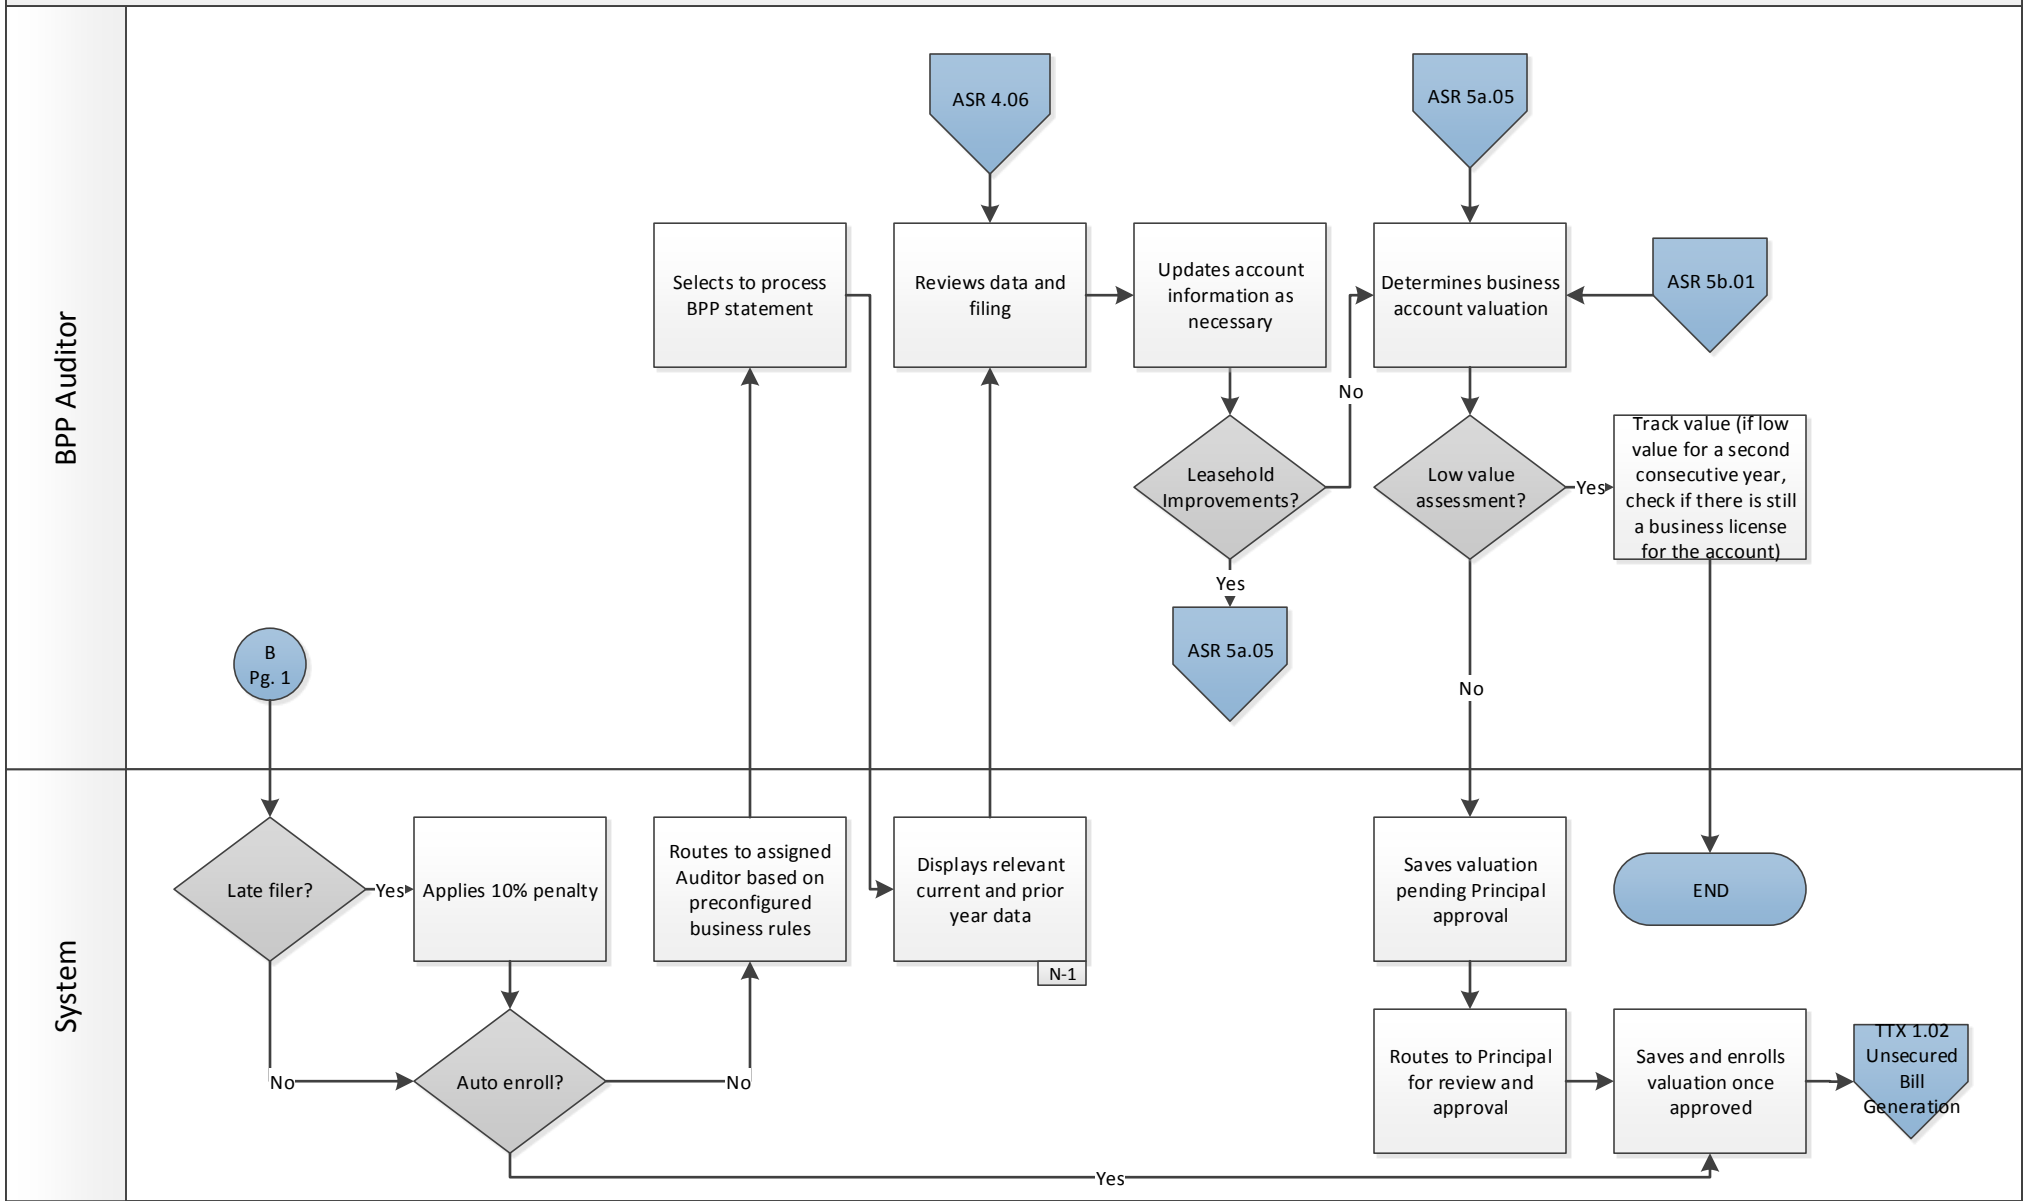 BPP Auditor
ASR 4.06
ASR 5a.05
Selects to process
BPP statement
Reviews data and
filing
Updates account
information as
necessary
Determines business
account valuation
ASR 5b.01
No
Leasehold
Improvements?
Low value
assessment?
Yes
Track value (if low
value for a second
consecutive year,
check if there is still
a business license
for the account)
Yes
ASR 5a.05
B
Pg. 1
No
System
Late filer?
Yes
Applies 10% penalty
Routes to assigned
Auditor based on
preconfigured
business rules
Displays relevant
current and prior
year data
N-1
Saves valuation
pending Principal
approval
END
No
Auto enroll?
No
Routes to Principal
for review and
approval
Saves and enrolls
valuation once
approved
TTX 1.02
Unsecured
Bill
Generation
Yes